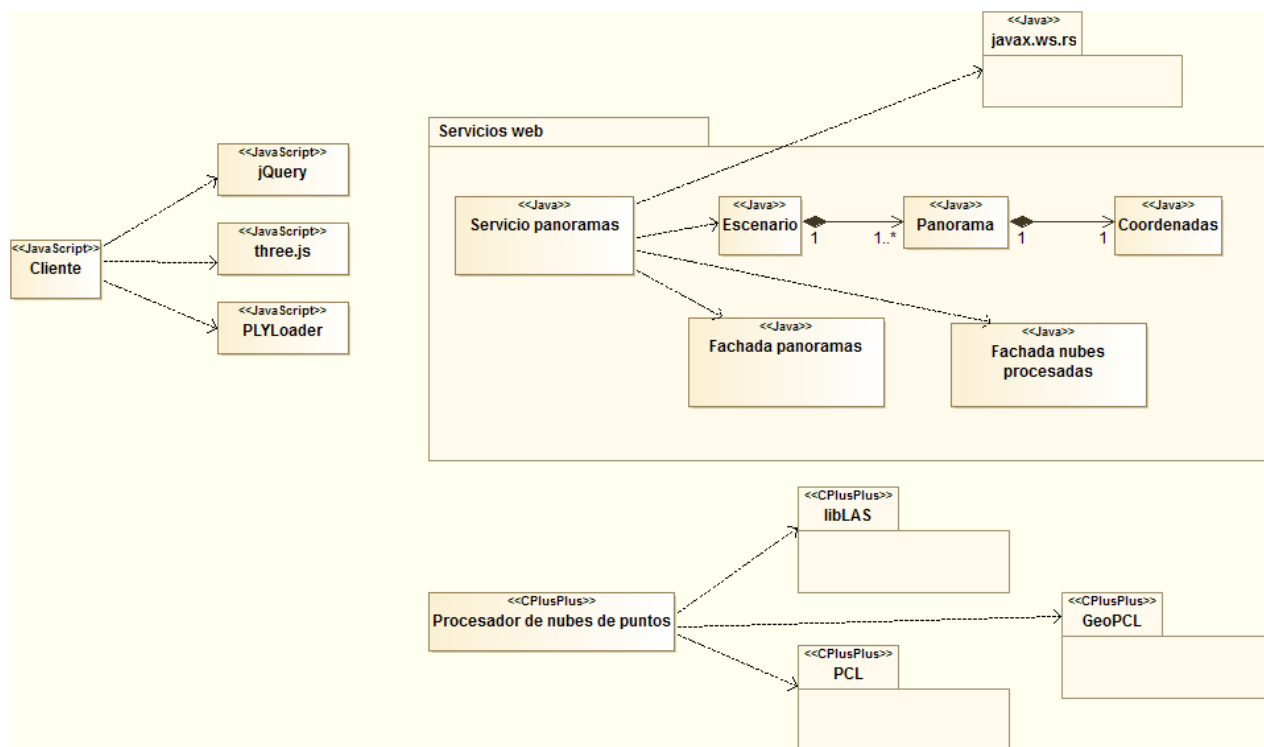 <<Java>>
javax.ws.rs
Servicios web
<<JavaScript>>
jQuery
<<JavaScript>>
three.js
<<JavaScript>>
Cliente
<<JavaScript>>
PLYLoader
<<Java>>
Servicio panoramas
<<Java>>
Escenario
1
1..*
<<Java>>
Panorama
1
1
<<Java>>
Coordenadas
<<Java>>
Fachada panoramas
<<Java>>
Fachada nubes
procesadas
<<CPlusPlus>>
libLAS
<<CPlusPlus>>
Procesador de nubes de puntos
<<CPlusPlus>>
GeoPCL
<<CPlusPlus>>
PCL